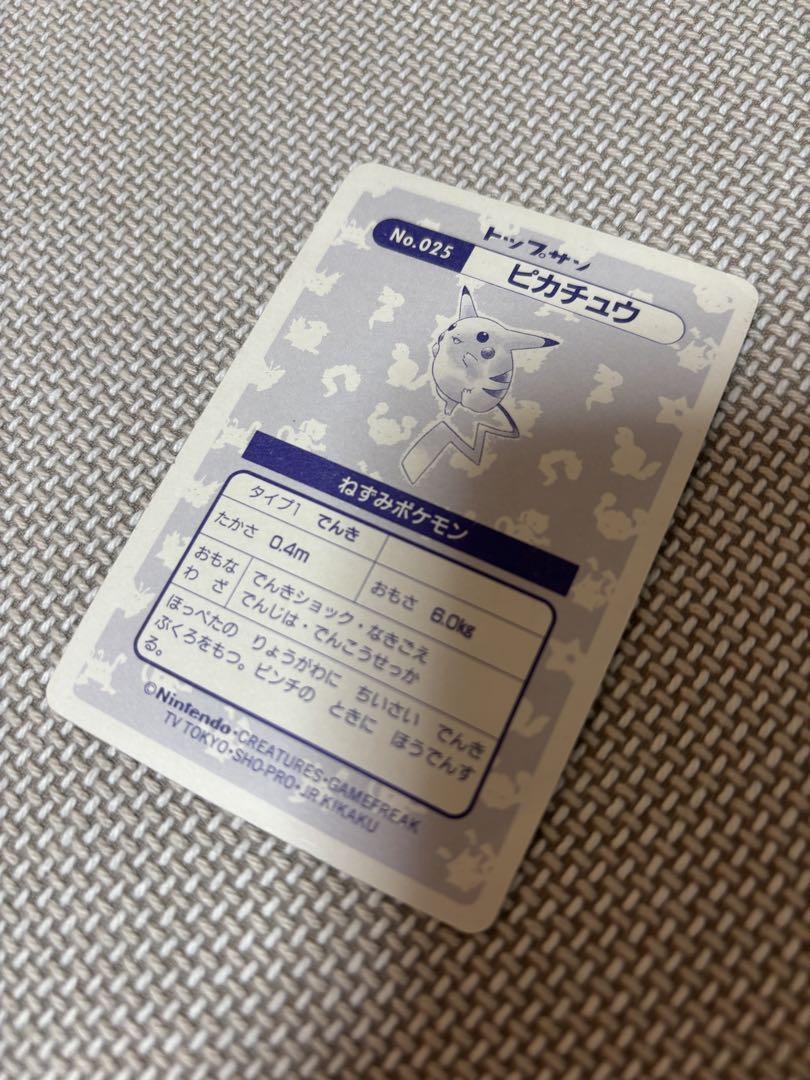 No.025
トップサン
ピカチュウ
ねずみポケモン
タイプ1 でんき
たかさ 0.4m
おもさ 6.0kg
おもな
わざ
でんきショック・なきごえ
でんじは・でんこうせっか
ほっぺたの りょうがわに ちいさい でんき
ぶくろをもつ。ピンチの ときに ほうでんす
る。
©Nintendo・CREATURES・GAMEFREAK
TV TOKYO・SHO-PRO・JR KIKAKU